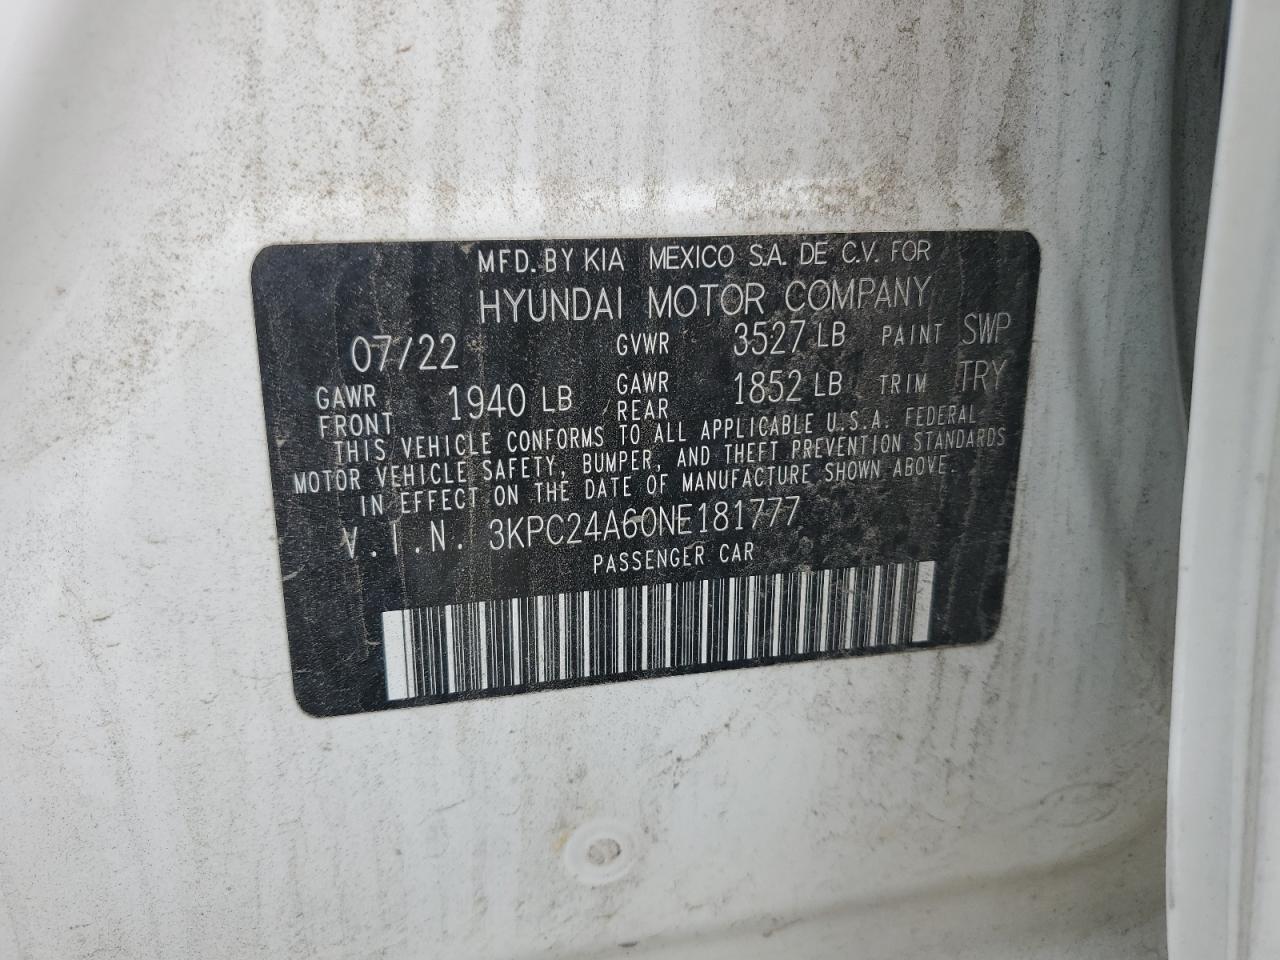 MFD. BY KIA MEXICO S.A. DE C.V. FOR
HYUNDAI MOTOR COMPANY
07/22 GVWR 3527 LB PAINT SWP
GAWR FRONT 1940 LB GAWR REAR 1852 LB TRIM TRY
THIS VEHICLE CONFORMS TO ALL APPLICABLE U.S.A. FEDERAL
MOTOR VEHICLE SAFETY, BUMPER, AND THEFT PREVENTION STANDARDS
IN EFFECT ON THE DATE OF MANUFACTURE SHOWN ABOVE.
V.I.N. 3KPC24A60NE181777
PASSENGER CAR